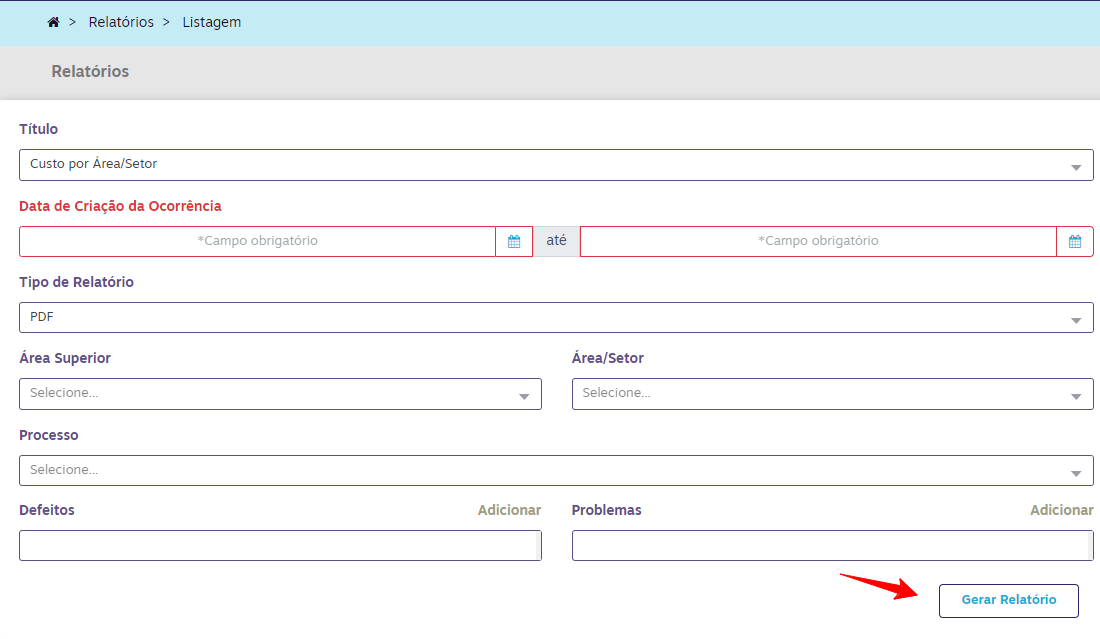 > Relatórios > Listagem
Relatórios
Título
Custo por Área/Setor
Data de Criação da Ocorrência
*Campo obrigatório até *Campo obrigatório
Tipo de Relatório
PDF
Área Superior Área/Setor
Selecione... Selecione...
Processo
Selecione...
Defeitos Adicionar Problemas Adicionar
Gerar Relatório